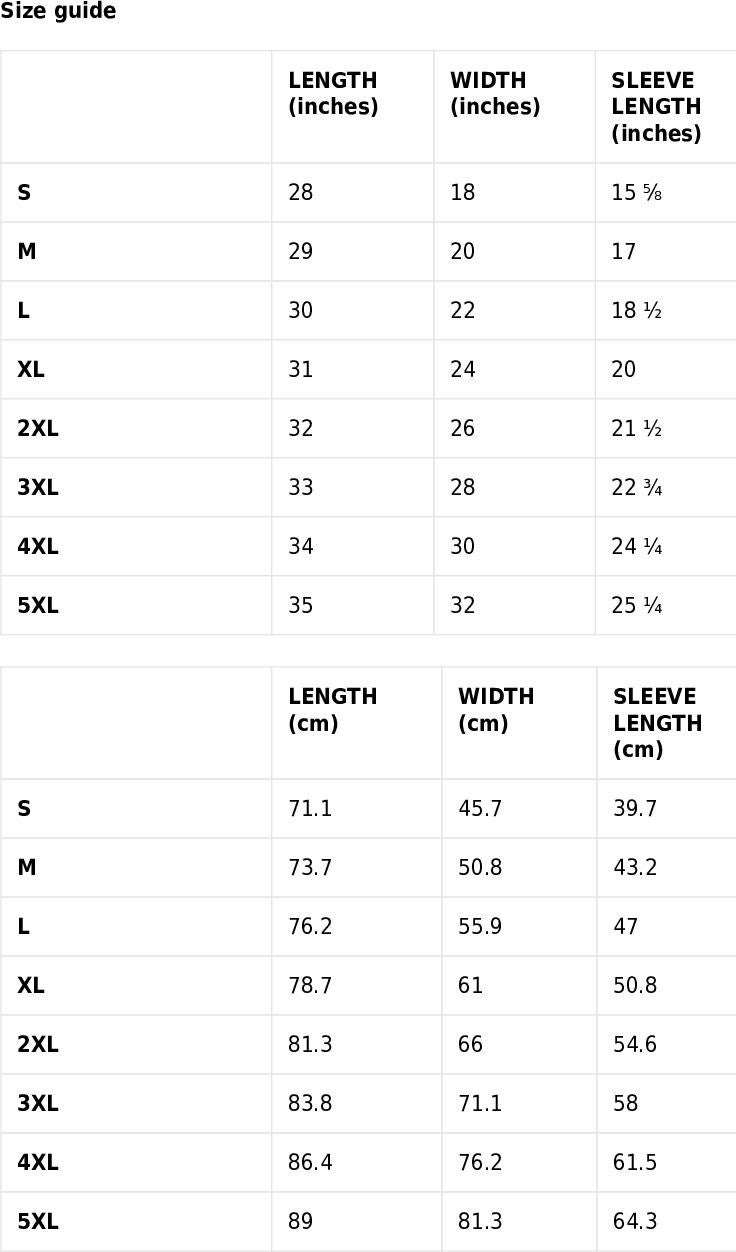 Size guide
LENGTH (inches) WIDTH (inches) SLEEVE LENGTH (inches)
S 28 18 15 ⅝
M 29 20 17
L 30 22 18 ½
XL 31 24 20
2XL 32 26 21 ½
3XL 33 28 22 ¾
4XL 34 30 24 ¼
5XL 35 32 25 ¼
LENGTH (cm) WIDTH (cm) SLEEVE LENGTH (cm)
S 71.1 45.7 39.7
M 73.7 50.8 43.2
L 76.2 55.9 47
XL 78.7 61 50.8
2XL 81.3 66 54.6
3XL 83.8 71.1 58
4XL 86.4 76.2 61.5
5XL 89 81.3 64.3